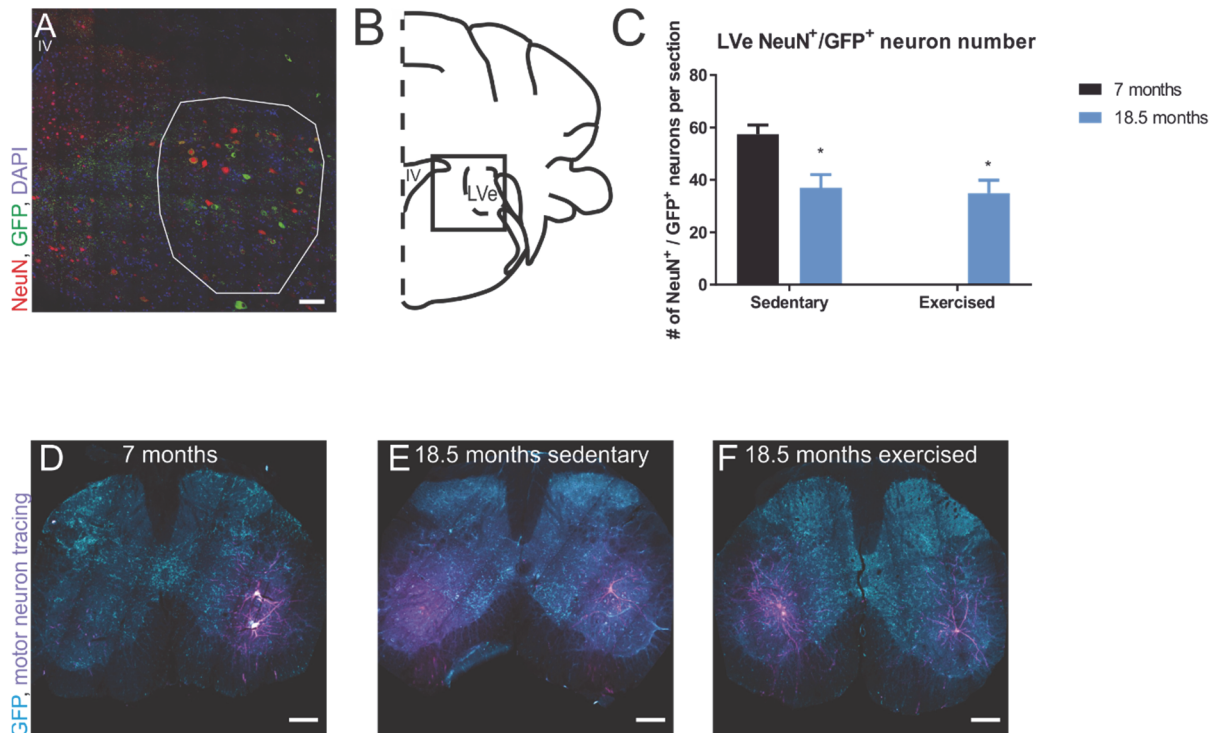 A
IV
NeuN, GFP, DAPI
B
IV
LVe
C
LVe NeuN⁺/GFP⁺ neuron number
# of NeuN⁺ / GFP⁺ neurons per section
80
60
40
20
0
*
*
Sedentary
Exercised
7 months
18.5 months
D
7 months
GFP, motor neuron tracing
E
18.5 months sedentary
F
18.5 months exercised